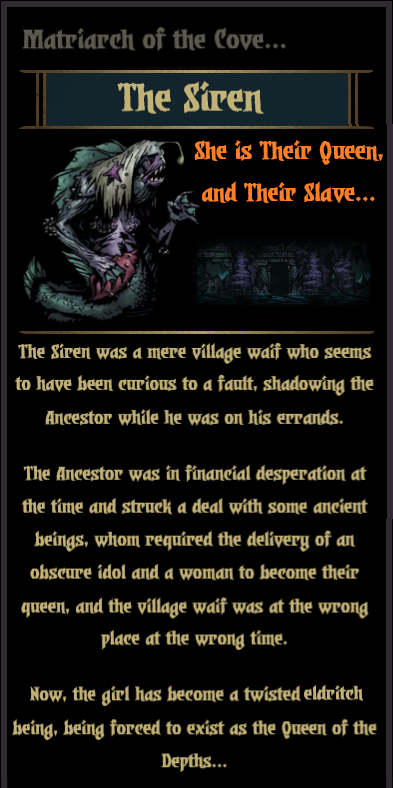 Matriarch of the Cove...
The Siren
She is Their Queen,
and Their Slave...
The Siren was a mere village waif who seems
to have been curious to a fault, shadowing the
Ancestor while he was on his errands.
The Ancestor was in financial desperation at
the time and struck a deal with some ancient
beings, whom required the delivery of an
obscure idol and a woman to become their
queen, and the village waif was at the wrong
place at the wrong time.
Now, the girl has become a twisted eldritch
being, being forced to exist as the Queen of the
Depths...